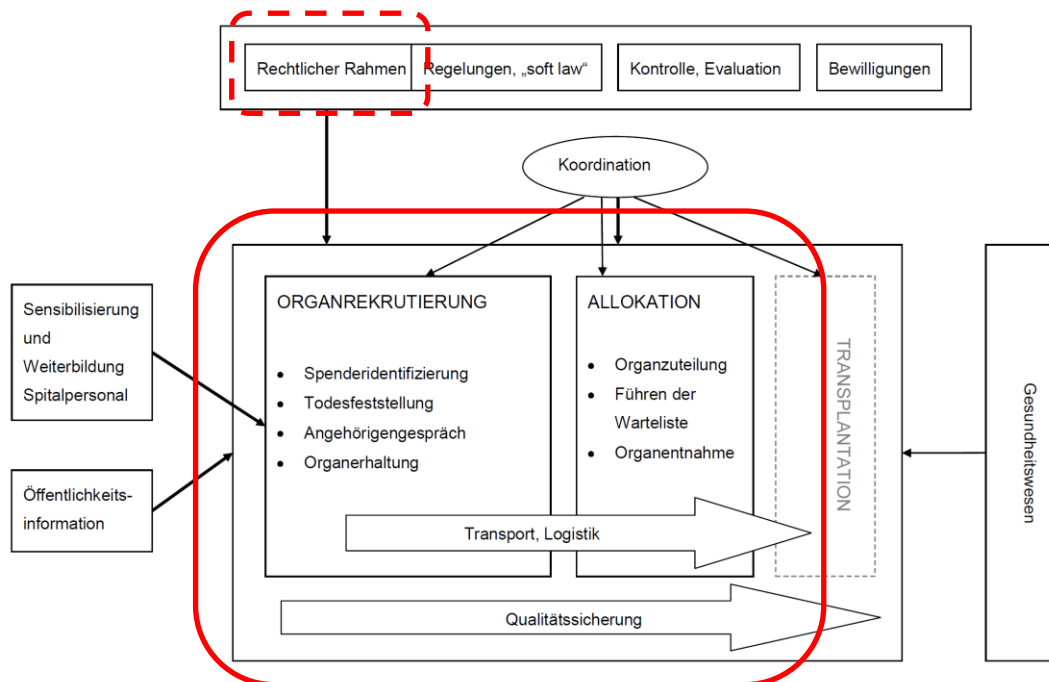 Rechtlicher Rahmen
Regelungen, „soft law“
Kontrolle, Evaluation
Bewilligungen
Koordination
Sensibilisierung
und
Weiterbildung
Spitalpersonal
Öffentlichkeits-
information
ORGANREKRUTIERUNG
• Spenderidentifizierung
• Todesfeststellung
• Angehörigengespräch
• Organerhaltung
ALLOKATION
• Organzuteilung
• Führen der
Warteliste
• Organentnahme
TRANSPLANTATION
Transport, Logistik
Qualitätssicherung
Gesundheitswesen